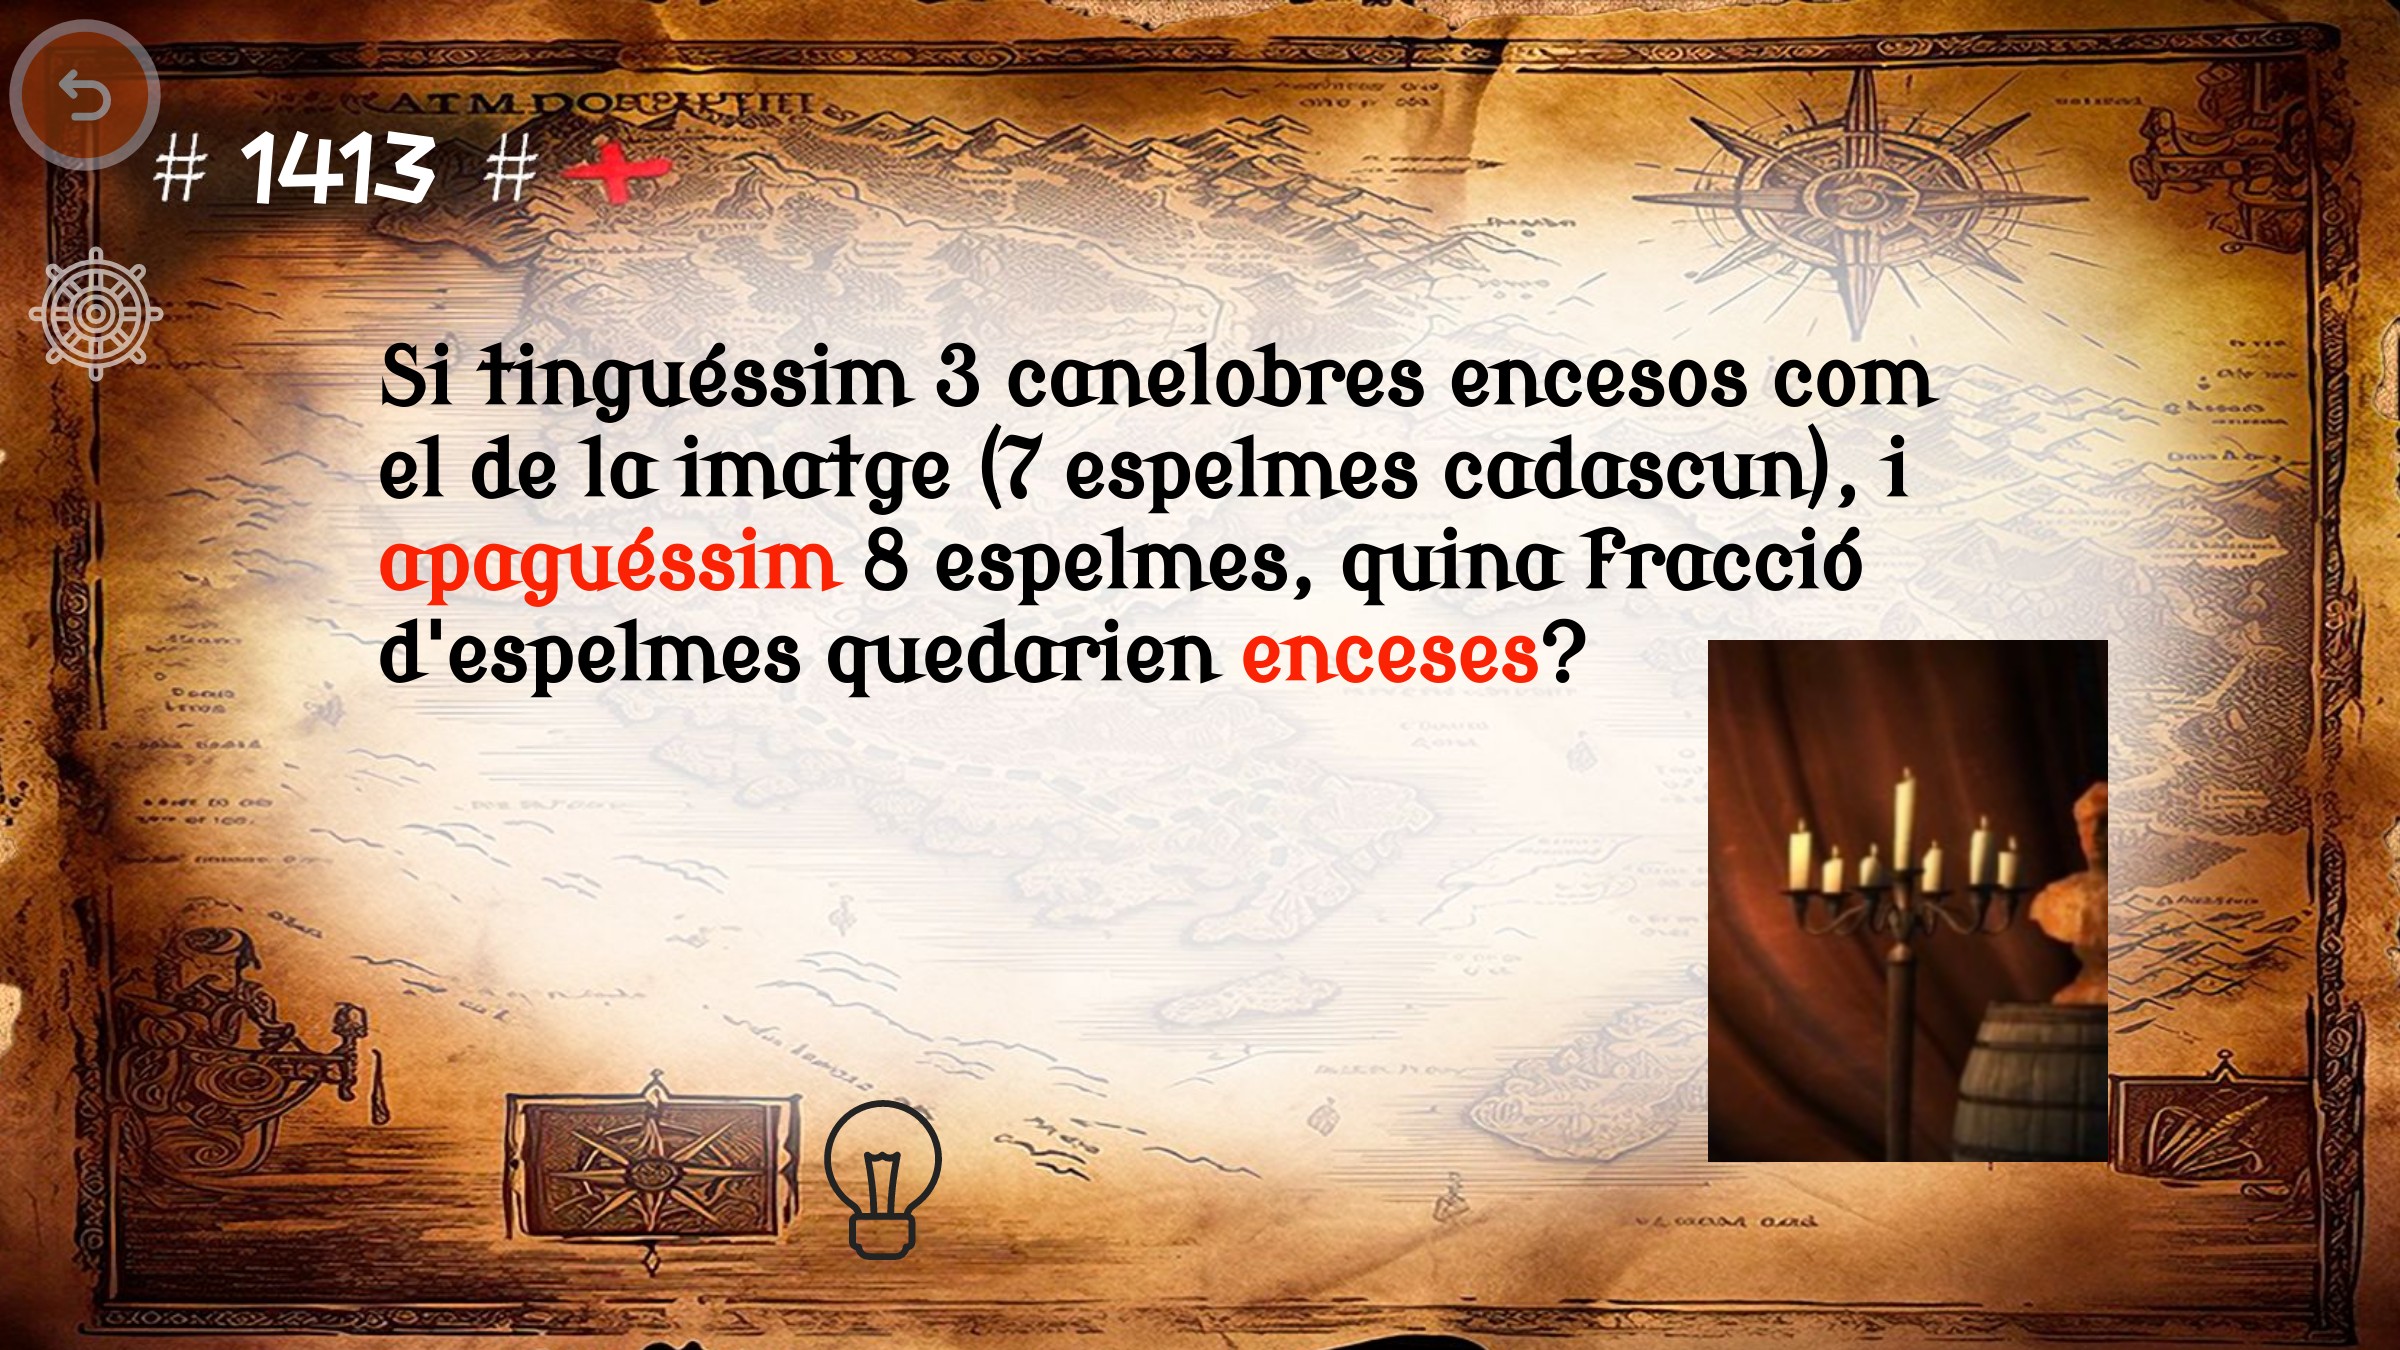 # 1413 #
Si tinguéssim 3 canelobres encesos com
el de la imatge (7 espelmes cadascun), i
apaguéssim 8 espelmes, quina fracció
d'espelmes quedarien enceses?